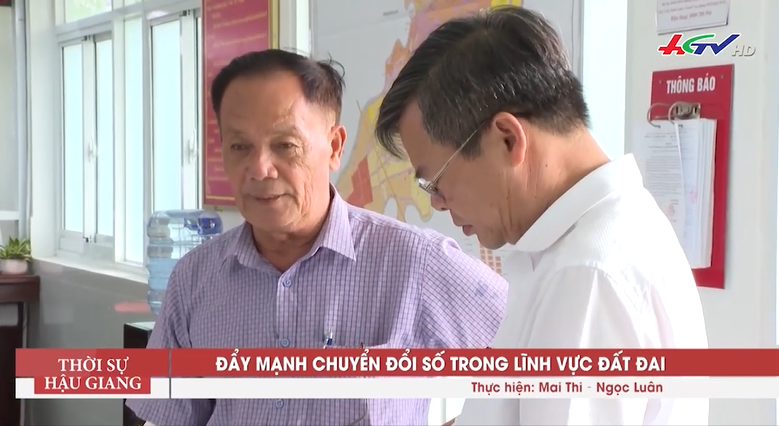 HGTV HD
THÔNG BÁO
THỜI SỰ
HẬU GIANG
ĐẨY MẠNH CHUYỂN ĐỔI SỐ TRONG LĨNH VỰC ĐẤT ĐAI
Thực hiện: Mai Thi - Ngọc Luân